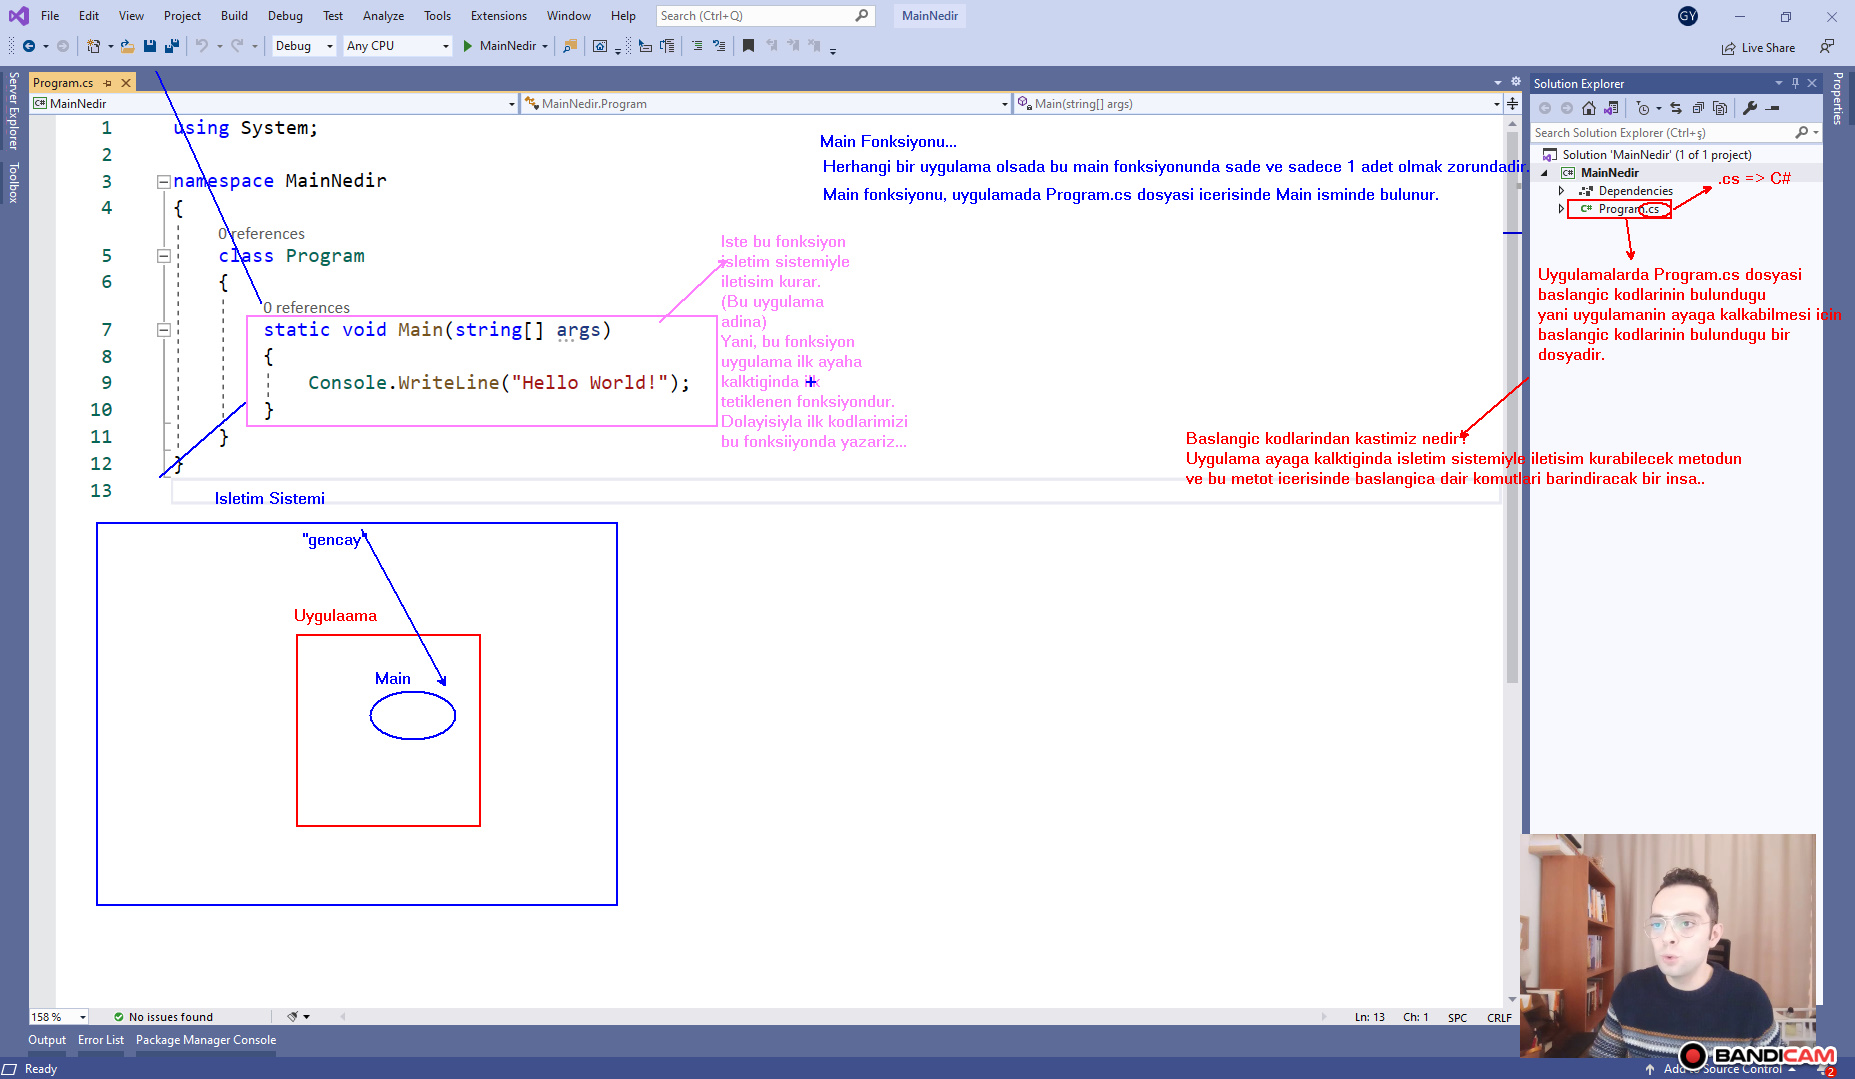 File Edit View Project Build Debug Test Analyze Tools Extensions Window Help Search (Ctrl+Q) MainNedir GY
Debug Any CPU MainNedir Live Share
Server Explorer
Toolbox
Program.cs
MainNedir MainNedir.Program Main(string[] args)
1 using System;
2
3 namespace MainNedir
4 {
0 references
5 class Program
6 {
0 references
7 static void Main(string[] args)
8 {
9 Console.WriteLine("Hello World!");
10 }
11 }
12 }
13
Main Fonksiyonu...
Herhangi bir uygulama olsada bu main fonksiyonunda sade ve sadece 1 adet olmak zorundadir.
Main fonksiyonu, uygulamada Program.cs dosyasi icerisinde Main isminde bulunur.
Iste bu fonksiyon
isletim sistemiyle
iletisim kurar.
(Bu uygulama
adina)
Yani, bu fonksiyon
uygulama ilk ayaha
kalktiginda ilk
tetiklenen fonksiyondur.
Dolayisiyla ilk kodlarimizi
bu fonksiiyonda yazariz...
Baslangic kodlarindan kastimiz nedir?
Uygulama ayaga kalktiginda isletim sistemiyle iletisim kurabilecek metodun
ve bu metot icerisinde baslangica dair komutlari barindiracak bir insa..
Isletim Sistemi
"gencay"
Uygulaama
Main
Solution Explorer
Properties
Search Solution Explorer (Ctrl+ş)
Solution 'MainNedir' (1 of 1 project)
MainNedir
Dependencies
Program.cs
.cs => C#
Uygulamalarda Program.cs dosyasi
baslangic kodlarinin bulundugu
yani uygulamanin ayaga kalkabilmesi icin
baslangic kodlarinin bulundugu bir
dosyadir.
158 % No issues found Ln: 13 Ch: 1 SPC CRLF
Output Error List Package Manager Console
Ready Add to Source Control 2
BANDICAM